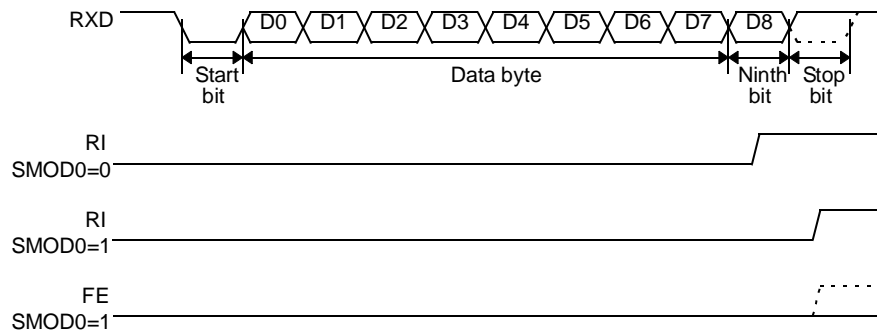 RXD D0 D1 D2 D3 D4 D5 D6 D7 D8
Start bit
Data byte
Ninth bit
Stop bit
RI
SMOD0=0
RI
SMOD0=1
FE
SMOD0=1